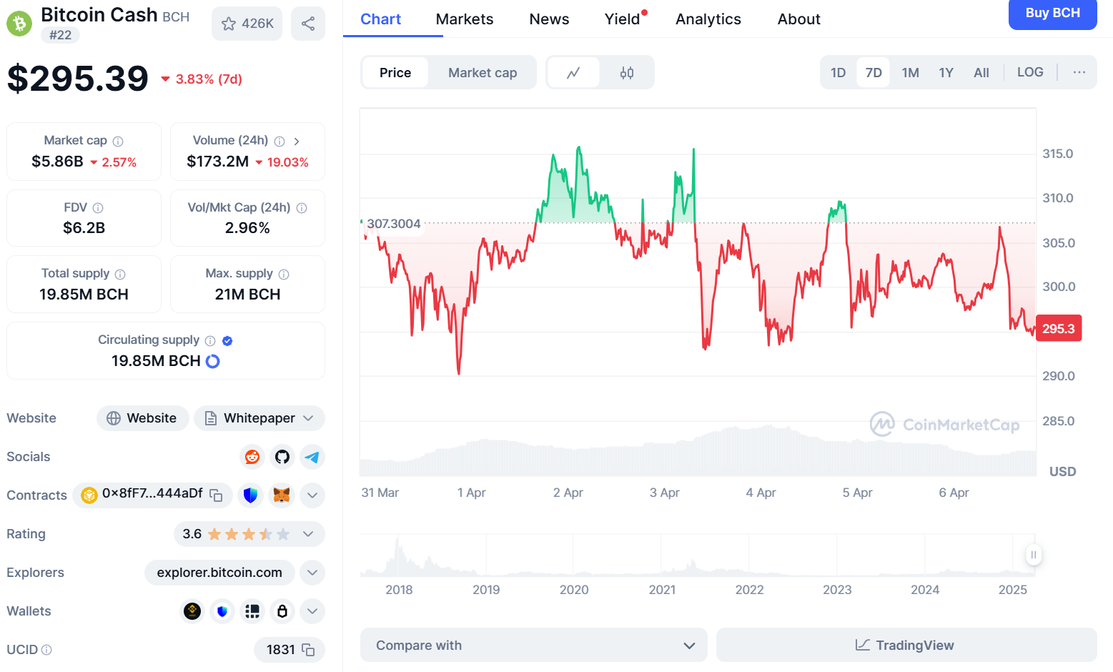 Bitcoin Cash BCH
#22
426K
$295.39 3.83% (7d)
Market cap
$5.86B 2.57%
Volume (24h)
$173.2M 19.03%
FDV
$6.2B
Vol/Mkt Cap (24h)
2.96%
Total supply
19.85M BCH
Max. supply
21M BCH
Circulating supply
19.85M BCH
Website Website Whitepaper
Socials
Contracts 0x8fF7...444aDf
Rating 3.6
Explorers explorer.bitcoin.com
Wallets
UCID 1831
Chart Markets News Yield Analytics About
Buy BCH
Price Market cap
1D 7D 1M 1Y All LOG ...
315.0
310.0
307.3004
305.0
300.0
295.3
290.0
285.0
CoinMarketCap
USD
31 Mar 1 Apr 2 Apr 3 Apr 4 Apr 5 Apr 6 Apr
2018 2019 2020 2021 2022 2023 2024 2025
Compare with
TradingView